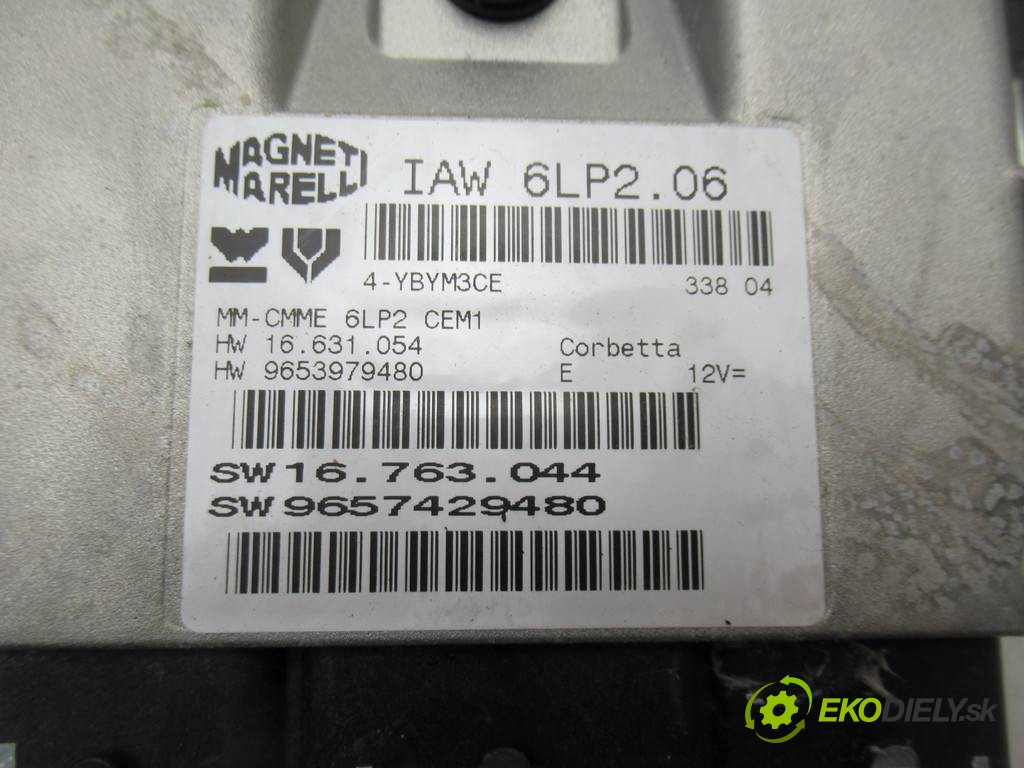 MAGNETI
MARELLI
IAW 6LP2.06
4-YBYM3CE 338 04
MM-CMME 6LP2 CEM1
HW 16.631.054 Corbetta
HW 9653979480 E 12V=
SW 16.763.044
SW 9657429480
EKODIELY.sk